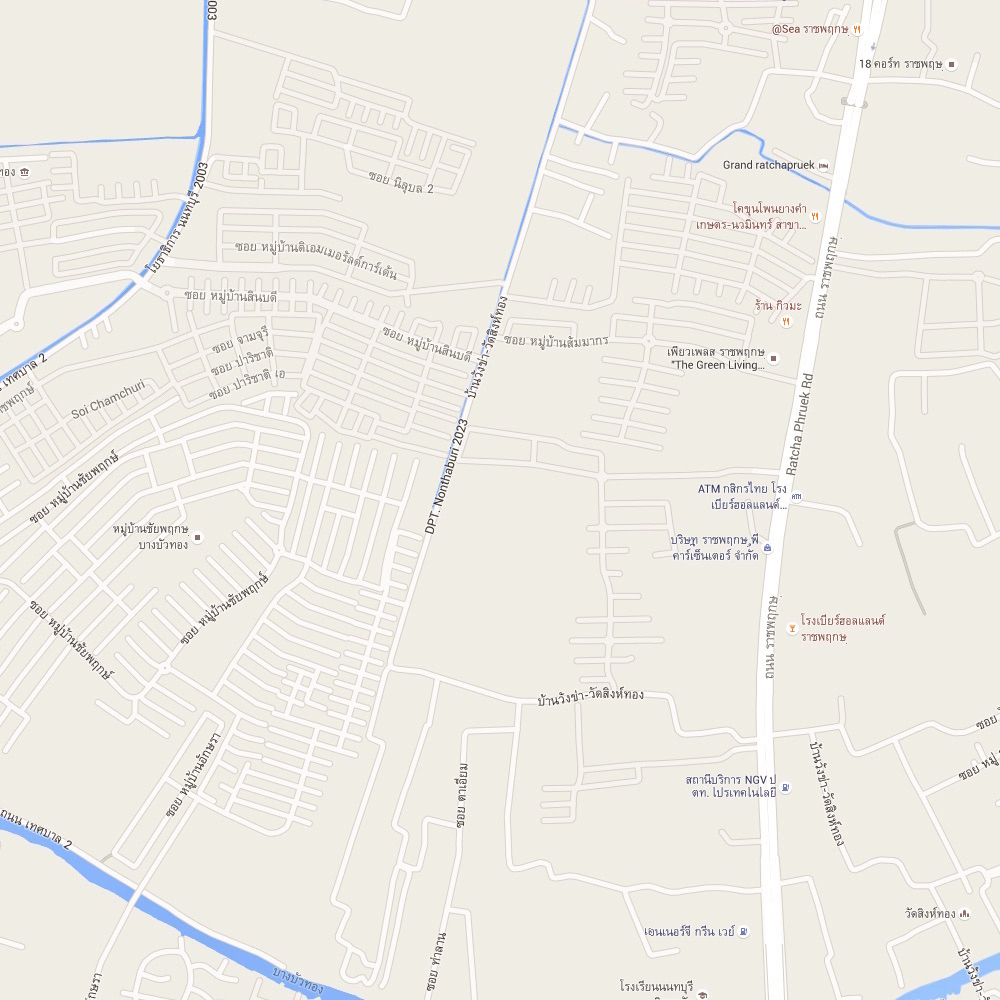 003
@Sea ราชพฤกษ์
18 คอร์ท ราชพฤษ
Grand ratchapruek
ทอง
ซอย นิลุบล 2
โยธาธิการ นนทบุรี 2003
โคขุนโพนยางคำ
เกษตร-นวมินทร์ สาขา...
ซอย หมู่บ้านดิเอมเมอรัลด์การ์เด้น
ถนน ราชพฤกษ์
ซอย หมู่บ้านสินบดี
ร้าน กิวมะ
ซอย หมู่บ้านสินบดี
บ้านวังข่า-วัดสิงห์ทอง
ซอย หมู่บ้านสัมมากร
ซอย จามจุรี
ซอย ปาริชาติ
ซอย ปาริชาติ เอ
เพียวเพลส ราชพฤกษ์
"The Green Living...
เทศบาล 2
Soi Chamchuri
Ratcha Phruek Rd
DPT. Nonthaburi 2023
ซอย หมู่บ้านชัยพฤกษ์
ATM กสิกรไทย โรง
เบียร์ฮอลแลนด์...
หมู่บ้านชัยพฤกษ์
บางบัวทอง
บริษัท ราชพฤกษ์ พี
คาร์เซ็นเตอร์ จำกัด
ซอย หมู่บ้านชัยพฤกษ์
ซอย หมู่บ้านชัยพฤกษ์
ถนน ราชพฤกษ์
โรงเบียร์ฮอลแลนด์
ราชพฤกษ์
บ้านวังข่า-วัดสิงห์ทอง
ซอย หมู่บ้านอักษรา
ซอย หมู่
ซอย ตาเอี่ยม
สถานีบริการ NGV ป
ตท. โปรเทคโนโลยี
บ้านวังข่า-วัดสิงห์ทอง
ถนน เทศบาล 2
วัดสิงห์ทอง
เอนเนอร์จี กรีน เวย์
ซอย ท่าลาน
บางบัวทอง
บ้านวังข่า-วัดสิงห์
โรงเรียนนนทบุรี